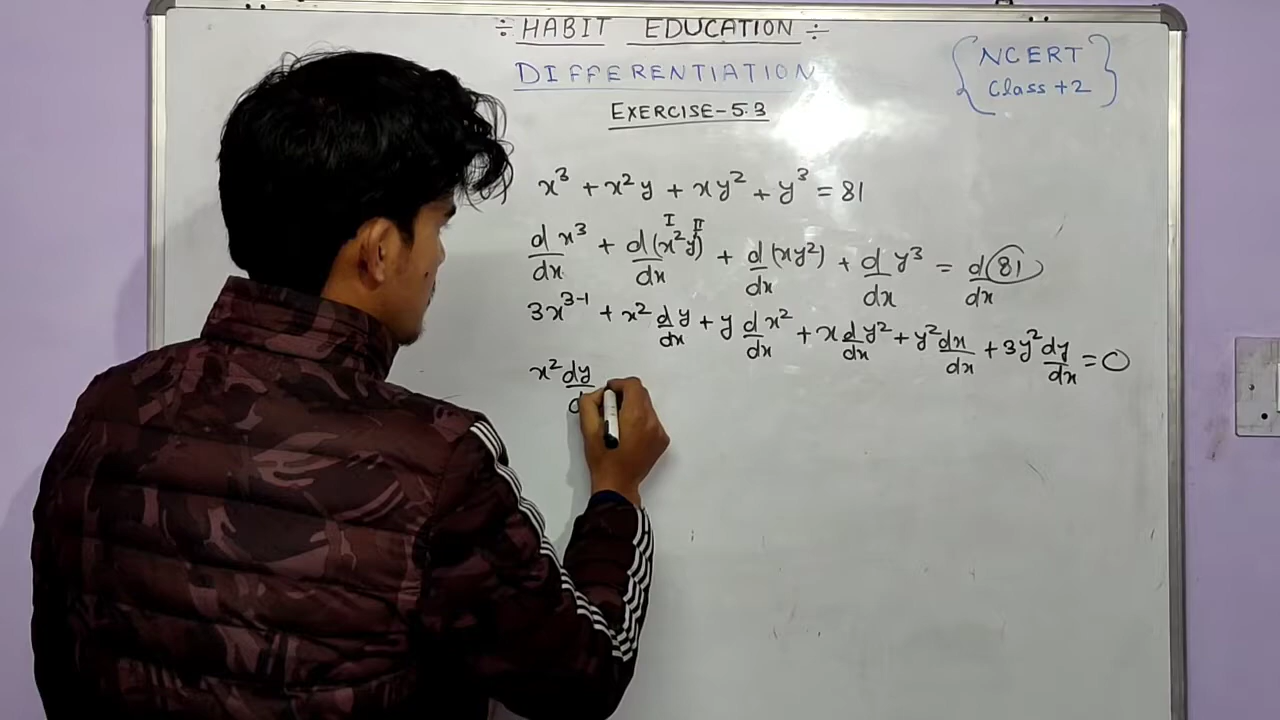 ÷ HABIT EDUCATION ÷
DIFFERENTIATION
{NCERT
Class +2}
EXERCISE-5.3
x³ + x²y + xy² + y³ = 81
I II
d/dx x³ + d/dx (x²y) + d/dx (xy²) + d/dx y³ = d/dx (81)
3x³⁻¹ + x² d/dx y + y d/dx x² + x d/dx y² + y² dx/dx + 3y² dy/dx = 0
x² dy/d